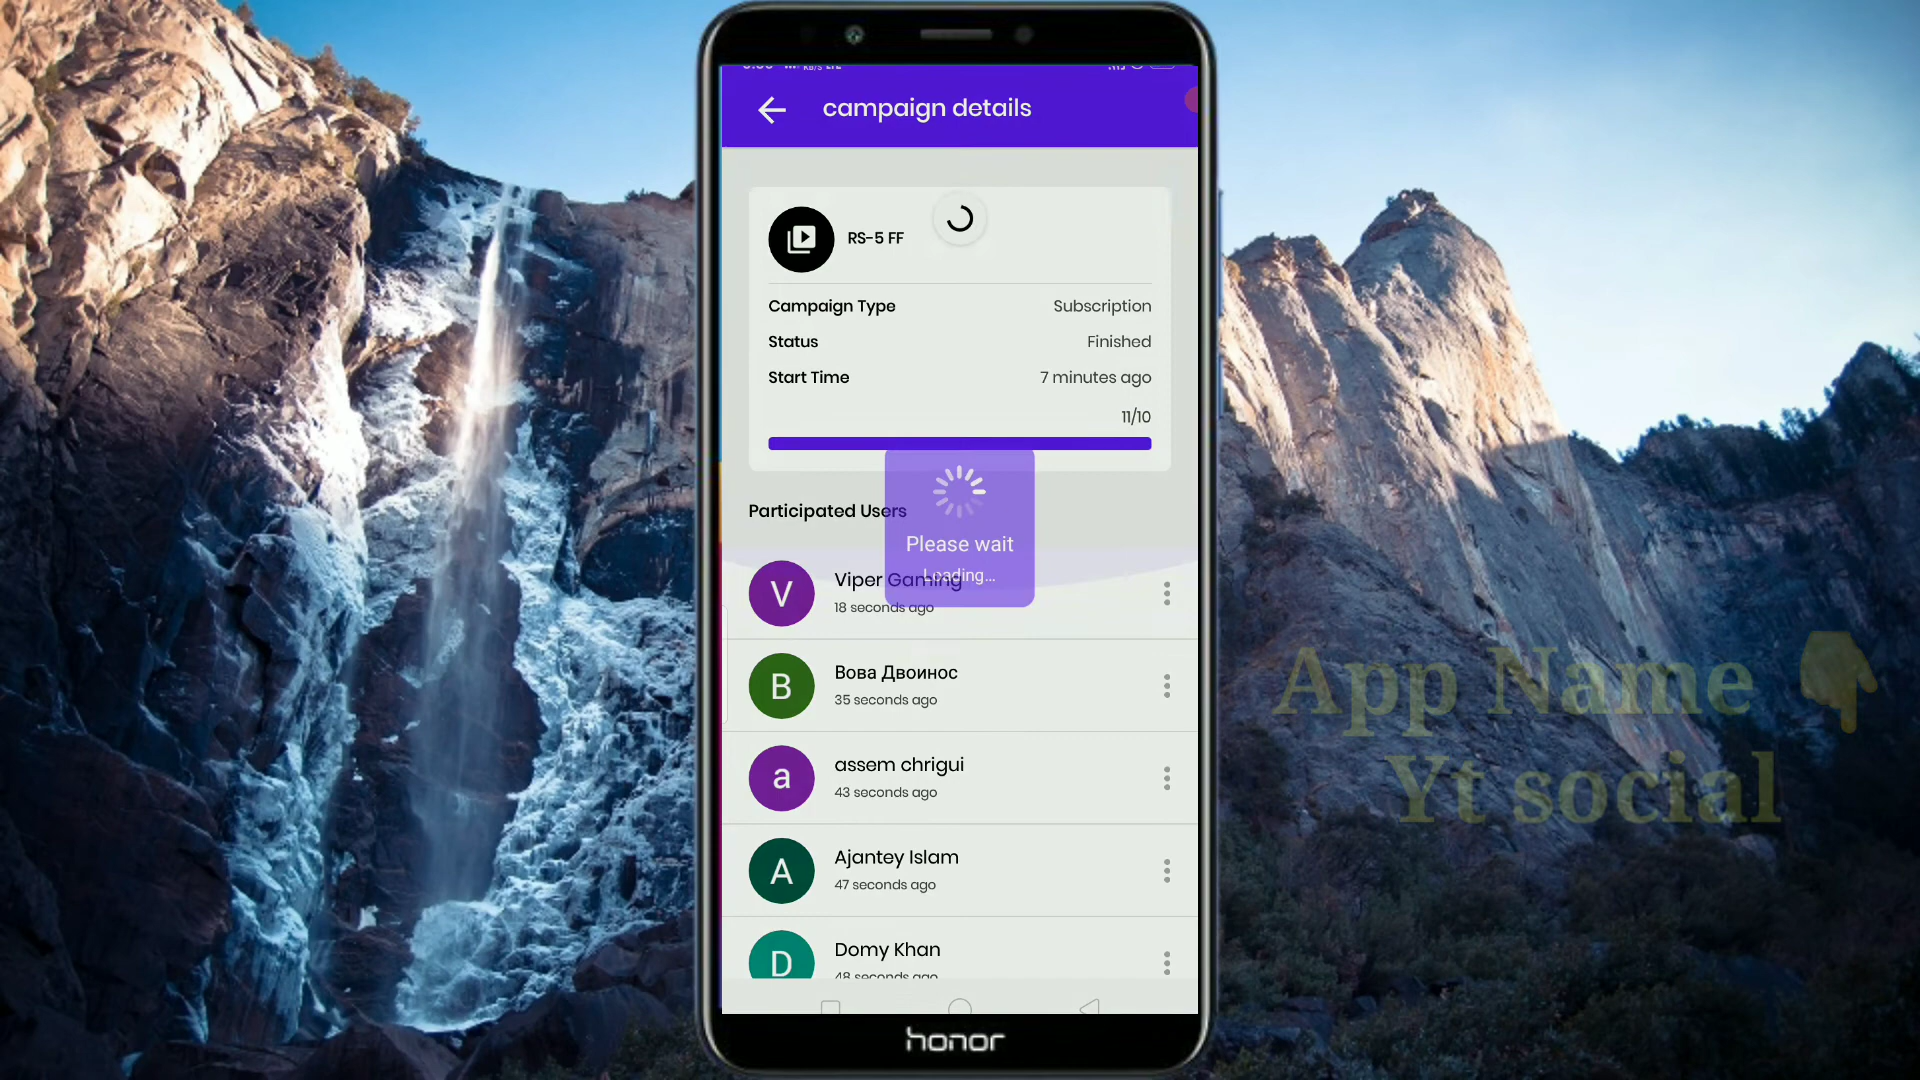 campaign details
RS-5 FF
Campaign Type Subscription
Status Finished
Start Time 7 minutes ago
11/10
Participated Users
Please wait
Loading...
V Viper Gaming
18 seconds ago
B Вова Двоинос
35 seconds ago
a assem chrigui
43 seconds ago
A Ajantey Islam
47 seconds ago
D Domy Khan
48 seconds ago
honor
App Name 👇
Yt social